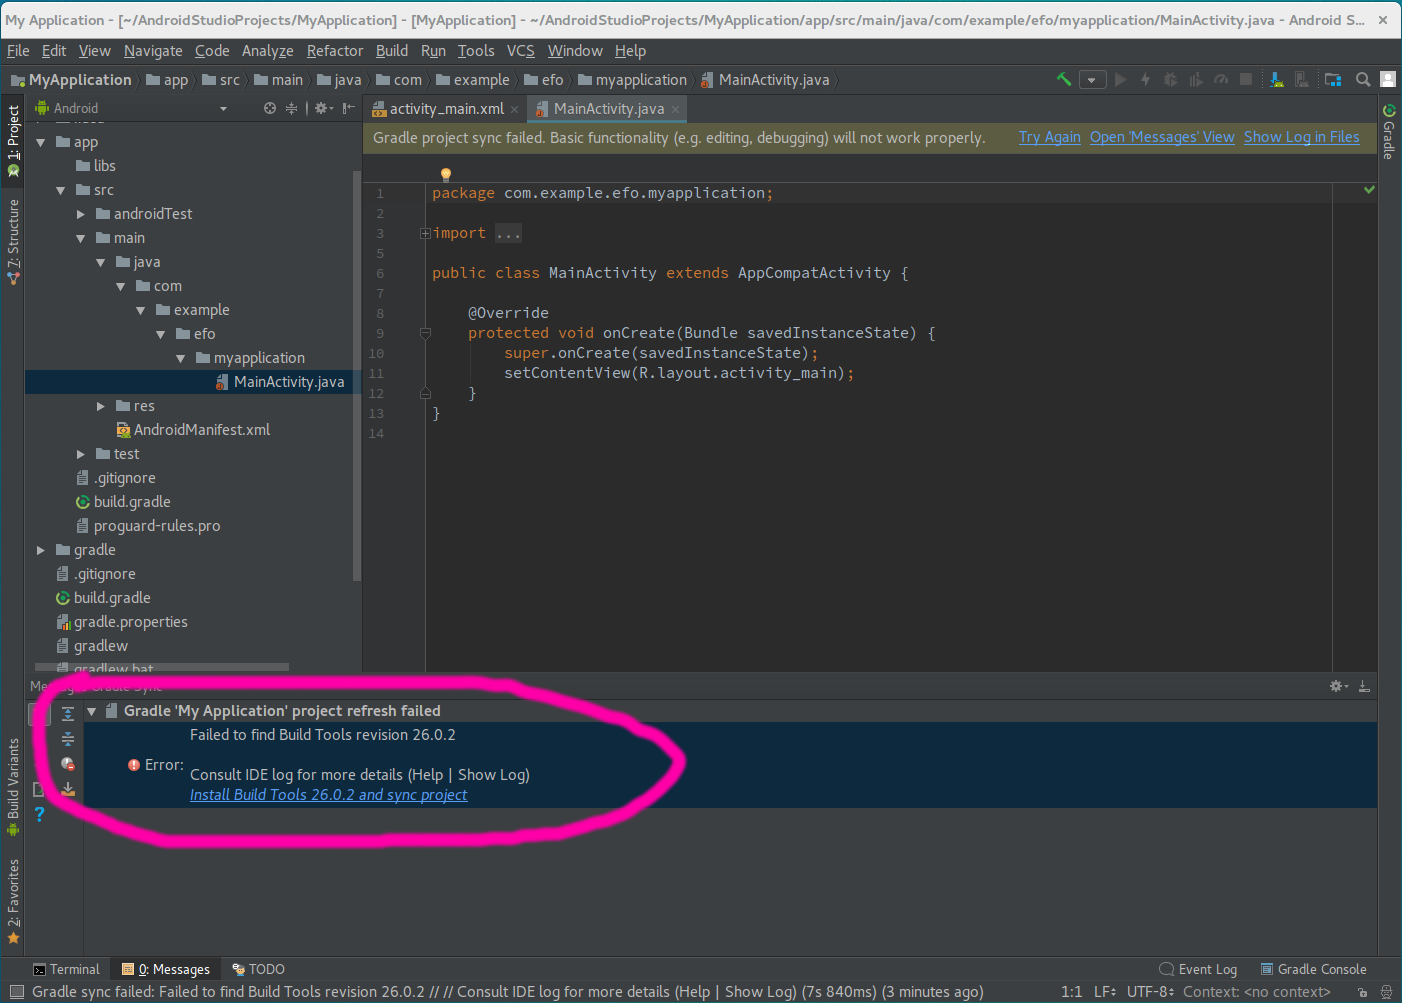 My Application - [~/AndroidStudioProjects/MyApplication] - [MyApplication] - ~/AndroidStudioProjects/MyApplication/app/src/main/java/com/example/efo/myapplication/MainActivity.java - Android S...
File Edit View Navigate Code Analyze Refactor Build Run Tools VCS Window Help
MyApplication app src main java com example efo myapplication MainActivity.java
1: Project
7: Structure
Build Variants
2: Favorites
Android
app
libs
src
androidTest
main
java
com
example
efo
myapplication
MainActivity.java
res
AndroidManifest.xml
test
.gitignore
build.gradle
proguard-rules.pro
gradle
.gitignore
build.gradle
gradle.properties
gradlew
gradlew.bat
activity_main.xml MainActivity.java
Gradle project sync failed. Basic functionality (e.g. editing, debugging) will not work properly. Try Again Open 'Messages' View Show Log in Files
Gradle
1 package com.example.efo.myapplication;
2
3 import ...
5
6 public class MainActivity extends AppCompatActivity {
7
8 @Override
9 protected void onCreate(Bundle savedInstanceState) {
10 super.onCreate(savedInstanceState);
11 setContentView(R.layout.activity_main);
12 }
13 }
14
Messages Gradle Sync
Gradle 'My Application' project refresh failed
Failed to find Build Tools revision 26.0.2
Error:
Consult IDE log for more details (Help | Show Log)
Install Build Tools 26.0.2 and sync project
Terminal 0: Messages TODO Event Log Gradle Console
Gradle sync failed: Failed to find Build Tools revision 26.0.2 // // Consult IDE log for more details (Help | Show Log) (7s 840ms) (3 minutes ago) 1:1 LF UTF-8 Context: <no context>